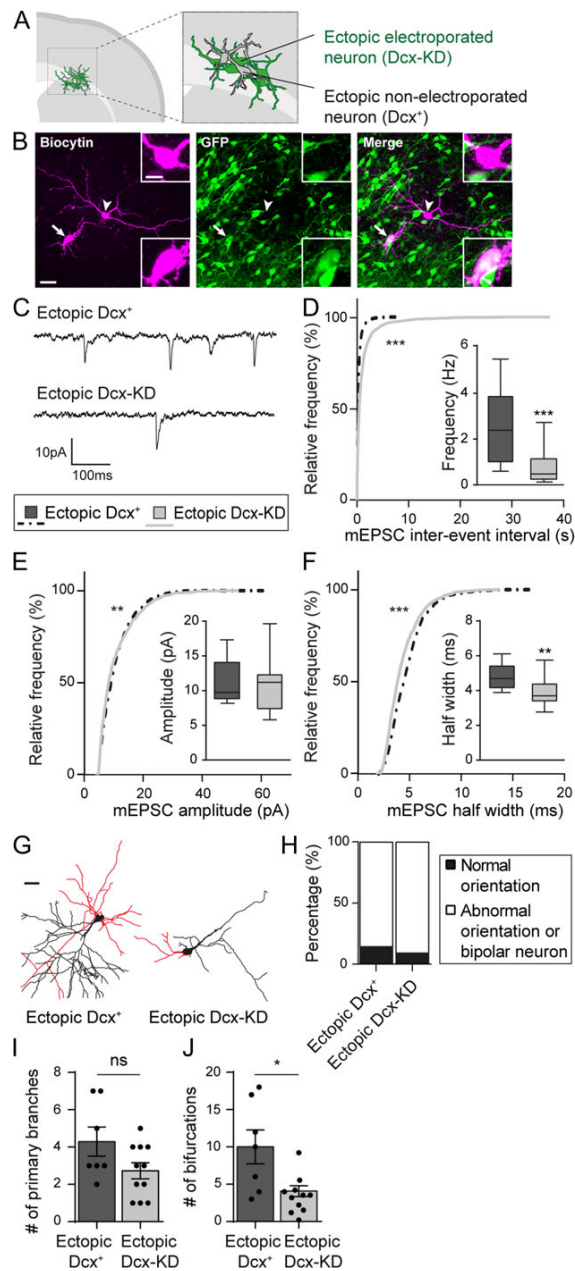 A
Ectopic electroporated
neuron (Dcx-KD)
Ectopic non-electroporated
neuron (Dcx⁺)
B
Biocytin
GFP
Merge
C
Ectopic Dcx⁺
Ectopic Dcx-KD
10pA
100ms
Ectopic Dcx⁺ Ectopic Dcx-KD
D
Relative frequency (%)
100
50
0
0 10 20 30 40
mEPSC inter-event interval (s)
***
Frequency (Hz)
6
4
2
0
***
E
Relative frequency (%)
100
50
0
0 20 40 60
mEPSC amplitude (pA)
**
Amplitude (pA)
20
15
10
5
0
F
Relative frequency (%)
100
50
0
0 5 10 15 20
mEPSC half width (ms)
***
Half width (ms)
8
6
4
2
0
**
G
Ectopic Dcx⁺
Ectopic Dcx-KD
H
Percentage (%)
100
50
0
Ectopic Dcx⁺
Ectopic Dcx-KD
Normal
orientation
Abnormal
orientation or
bipolar neuron
I
# of primary branches
8
6
4
2
0
ns
Ectopic
Dcx⁺
Ectopic
Dcx-KD
J
# of bifurcations
20
15
10
5
0
*
Ectopic
Dcx⁺
Ectopic
Dcx-KD